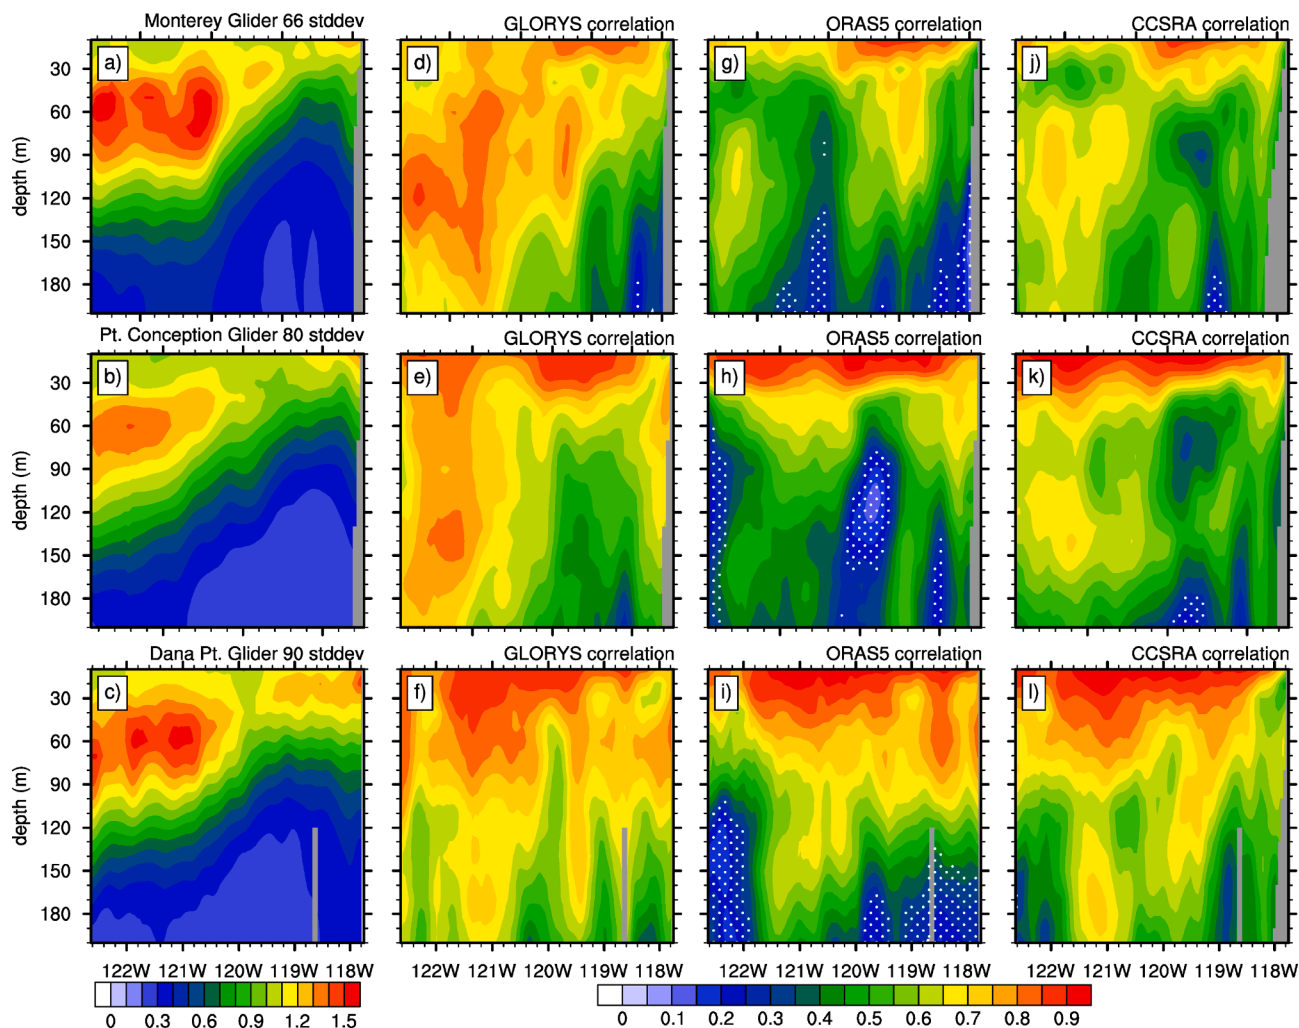 Monterey Glider 66 stddev GLORYS correlation ORAS5 correlation CCSRA correlation
a) d) g) j)
30
60
90
120
150
180
depth (m)
Pt. Conception Glider 80 stddev GLORYS correlation ORAS5 correlation CCSRA correlation
b) e) h) k)
30
60
90
120
150
180
depth (m)
Dana Pt. Glider 90 stddev GLORYS correlation ORAS5 correlation CCSRA correlation
c) f) i) l)
30
60
90
120
150
180
depth (m)
122W 121W 120W 119W 118W 122W 121W 120W 119W 118W 122W 121W 120W 119W 118W 122W 121W 120W 119W 118W
0 0.3 0.6 0.9 1.2 1.5 0 0.1 0.2 0.3 0.4 0.5 0.6 0.7 0.8 0.9